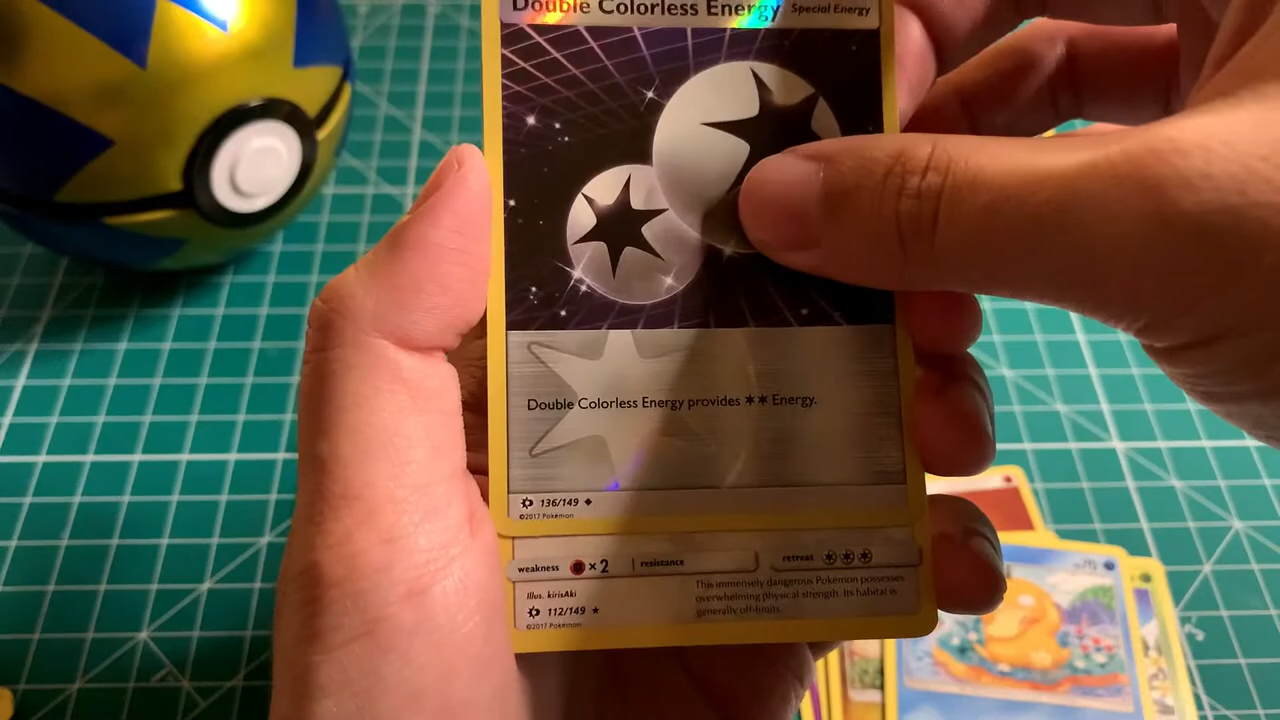 Double Colorless Energy Special Energy
Double Colorless Energy provides ✶✶ Energy.
136/149 ◆
©2017 Pokémon
weakness ×2 resistance retreat
Illus. kirisAki
112/149 ★
©2017 Pokémon
This immensely dangerous Pokémon possesses
overwhelming physical strength. Its habitat is
generally off-limits.